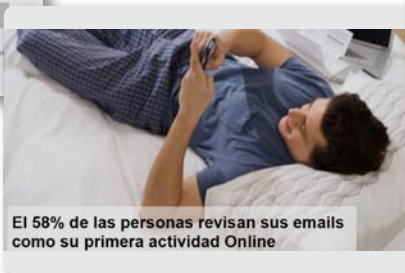 El 58% de las personas revisan sus emails
como su primera actividad Online